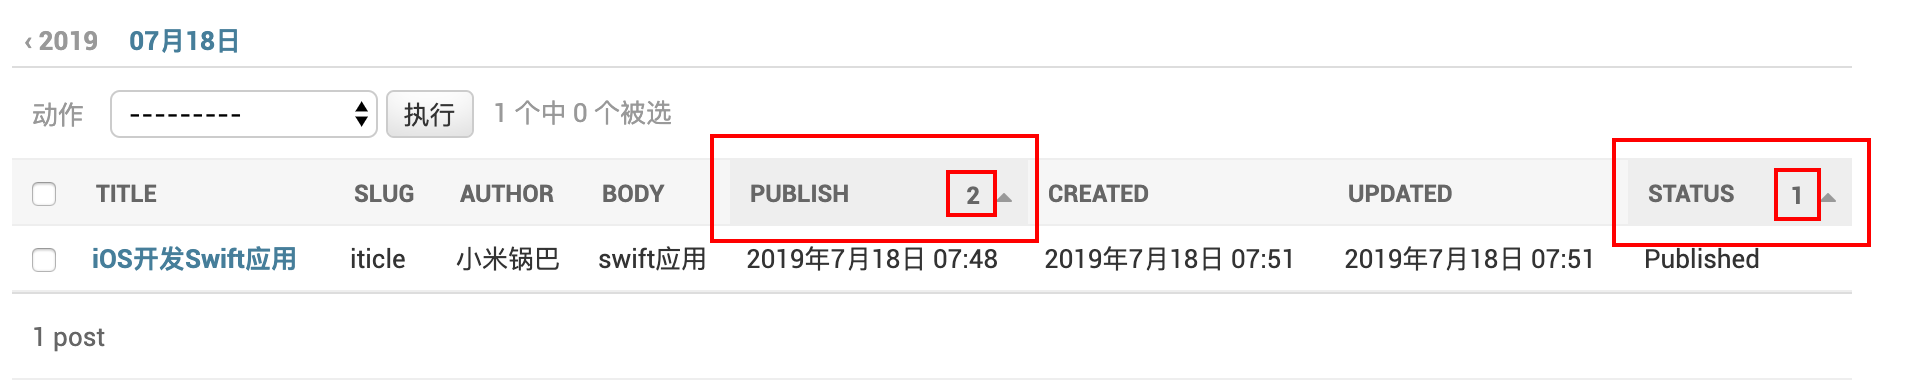 ‹ 2019 07月18日
动作 --------- 执行 1 个中 0 个被选
TITLE SLUG AUTHOR BODY PUBLISH 2 CREATED UPDATED STATUS 1
iOS开发Swift应用 iticle 小米锅巴 swift应用 2019年7月18日 07:48 2019年7月18日 07:51 2019年7月18日 07:51 Published
1 post